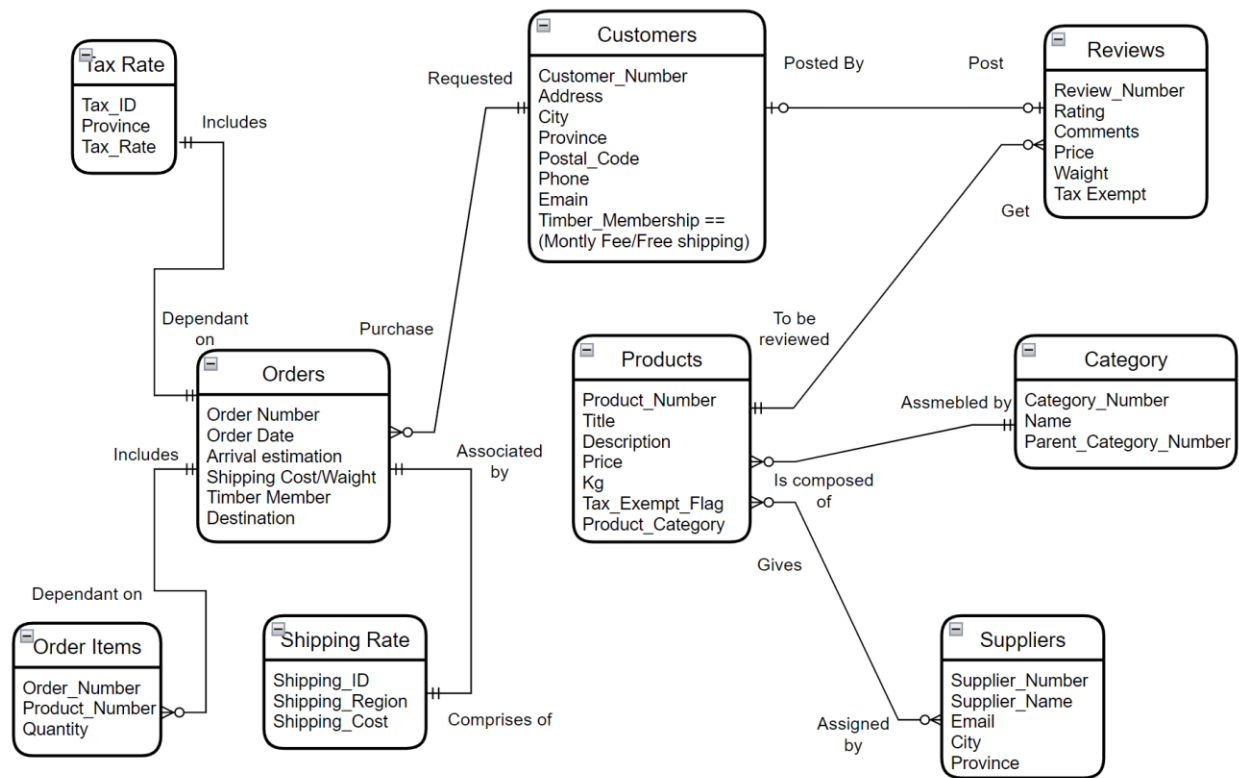 Customers
Customer_Number
Address
City
Province
Postal_Code
Phone
Emain
Timber_Membership ==
(Montly Fee/Free shipping)
Reviews
Review_Number
Rating
Comments
Price
Waight
Tax Exempt
Tax Rate
Tax_ID
Province
Tax_Rate
Includes
Requested
Posted By
Post
Get
Dependant
on
Purchase
To be
reviewed
Orders
Order Number
Order Date
Arrival estimation
Shipping Cost/Weight
Timber Member
Destination
Products
Product_Number
Title
Description
Price
Kg
Tax_Exempt_Flag
Product_Category
Category
Category_Number
Name
Parent_Category_Number
Assmebled by
Includes
Associated
by
Is composed
of
Gives
Dependant on
Order Items
Order_Number
Product_Number
Quantity
Shipping Rate
Shipping_ID
Shipping_Region
Shipping_Cost
Comprises of
Assigned
by
Suppliers
Supplier_Number
Supplier_Name
Email
City
Province